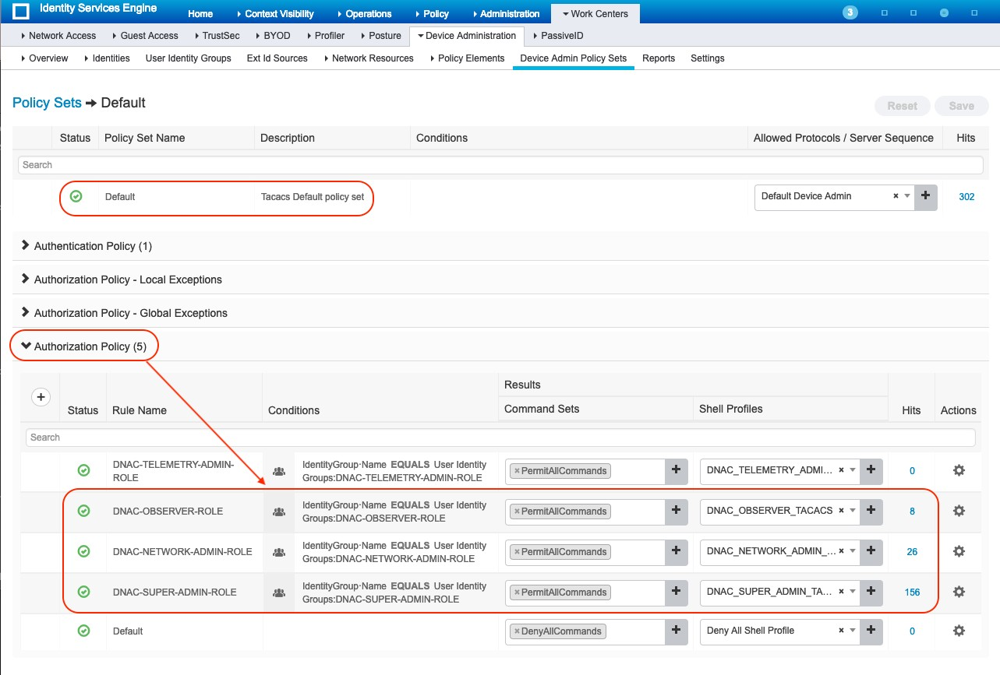 Identity Services Engine
Home
Context Visibility
Operations
Policy
Administration
Work Centers
3
Network Access
Guest Access
TrustSec
BYOD
Profiler
Posture
Device Administration
PassiveID
Overview
Identities
User Identity Groups
Ext Id Sources
Network Resources
Policy Elements
Device Admin Policy Sets
Reports
Settings
Policy Sets ➔ Default
Reset
Save
Status
Policy Set Name
Description
Conditions
Allowed Protocols / Server Sequence
Hits
Search
Default
Tacacs Default policy set
Default Device Admin
×
+
302
Authentication Policy (1)
Authorization Policy - Local Exceptions
Authorization Policy - Global Exceptions
Authorization Policy (5)
+
Status
Rule Name
Conditions
Results
Command Sets
Shell Profiles
Hits
Actions
Search
DNAC-TELEMETRY-ADMIN-
ROLE
IdentityGroup·Name EQUALS User Identity
Groups:DNAC-TELEMETRY-ADMIN-ROLE
×PermitAllCommands
+
DNAC_TELEMETRY_ADMI... ×
+
0
DNAC-OBSERVER-ROLE
IdentityGroup·Name EQUALS User Identity
Groups:DNAC-OBSERVER-ROLE
×PermitAllCommands
+
DNAC_OBSERVER_TACACS ×
+
8
DNAC-NETWORK-ADMIN-ROLE
IdentityGroup·Name EQUALS User Identity
Groups:DNAC-NETWORK-ADMIN-ROLE
×PermitAllCommands
+
DNAC_NETWORK_ADMIN_... ×
+
26
DNAC-SUPER-ADMIN-ROLE
IdentityGroup·Name EQUALS User Identity
Groups:DNAC-SUPER-ADMIN-ROLE
×PermitAllCommands
+
DNAC_SUPER_ADMIN_TA... ×
+
156
Default
×DenyAllCommands
+
Deny All Shell Profile ×
+
0